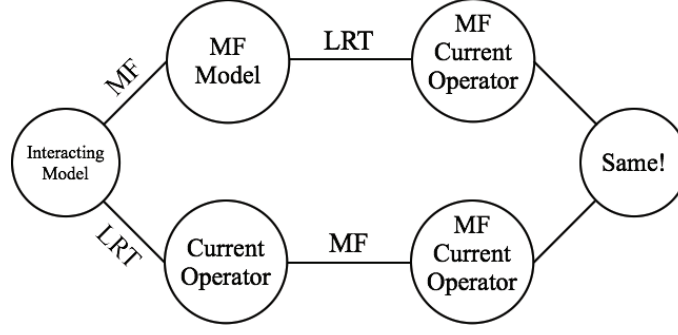 MF
Model
LRT
MF
Current
Operator
MF
Interacting
Model
Same!
LRT
Current
Operator
MF
MF
Current
Operator